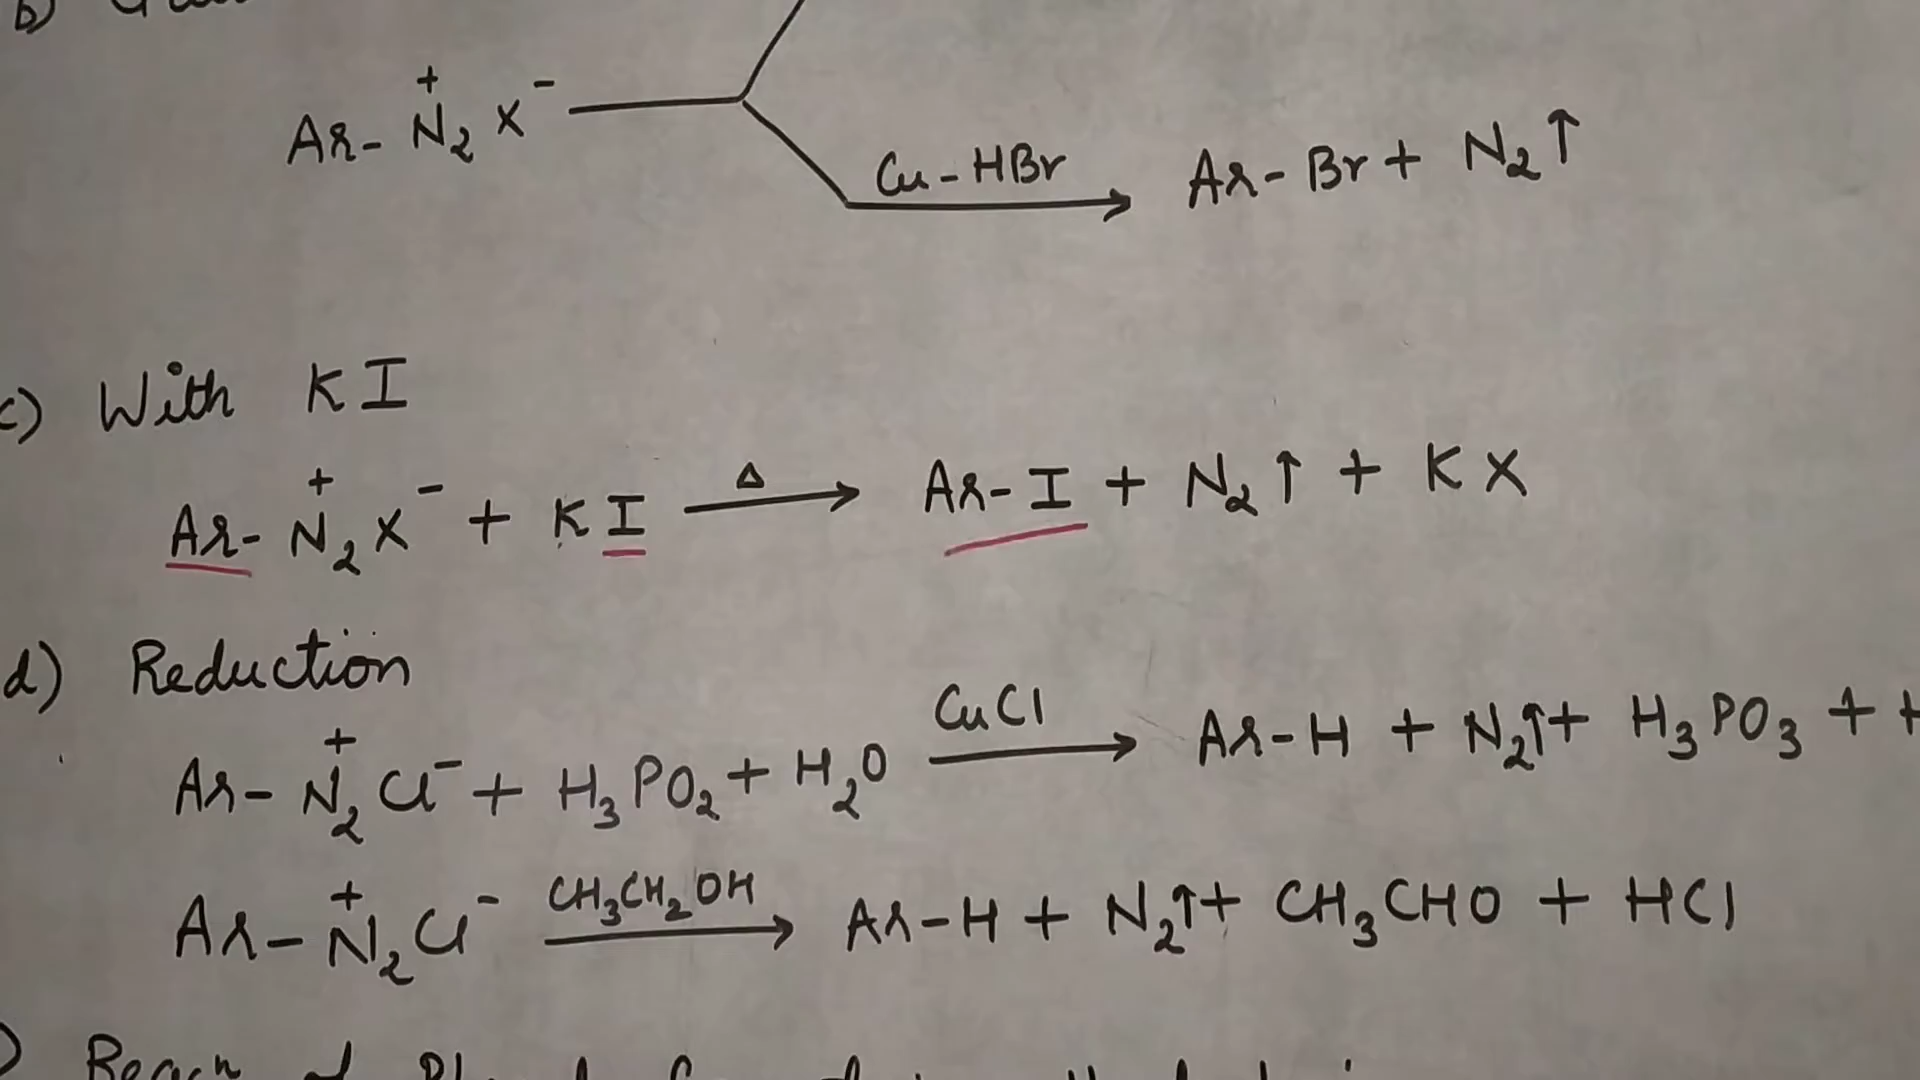 b)
Ar-N₂⁺X⁻ Cu-HBr → Ar-Br + N₂↑
c) With KI
Ar-N₂⁺X⁻ + KI Δ → Ar-I + N₂↑ + KX
d) Reduction
Ar-N₂⁺Cl⁻ + H₃PO₂ + H₂O CuCl → Ar-H + N₂↑ + H₃PO₃ +
Ar-N₂⁺Cl⁻ CH₃CH₂OH → Ar-H + N₂↑ + CH₃CHO + HCl